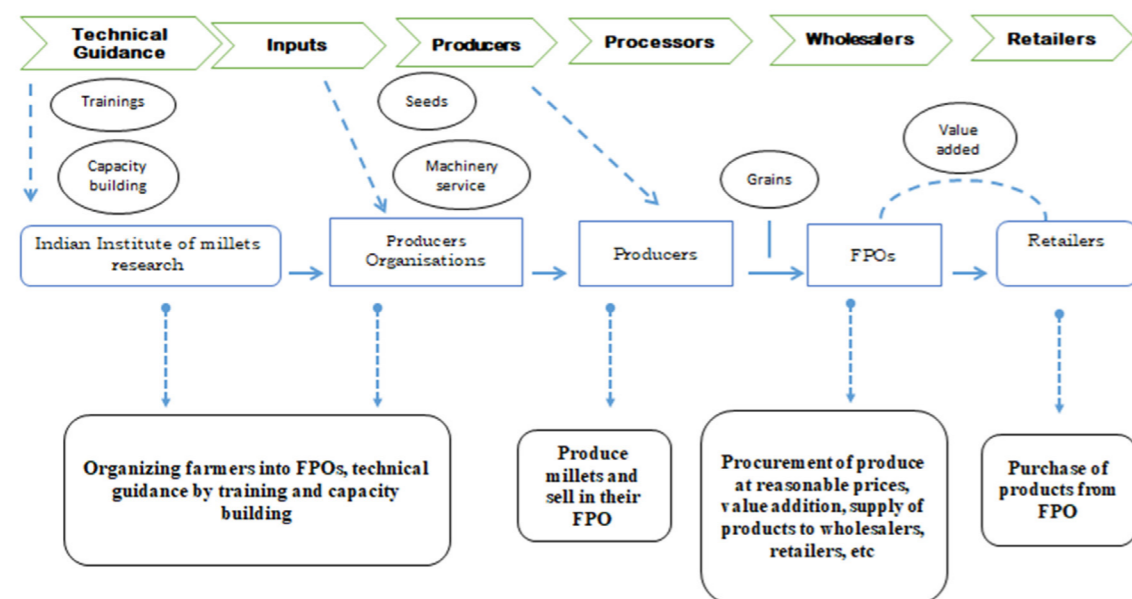 Technical
Guidance
Inputs
Producers
Processors
Wholesalers
Retailers
Trainings
Capacity
building
Seeds
Machinery
service
Grains
Value
added
Indian Institute of millets
research
Producers
Organisations
Producers
FPOs
Retailers
Organizing farmers into FPOs, technical
guidance by training and capacity
building
Produce
millets and
sell in their
FPO
Procurement of produce
at reasonable prices,
value addition, supply of
products to wholesalers,
retailers, etc
Purchase of
products from
FPO